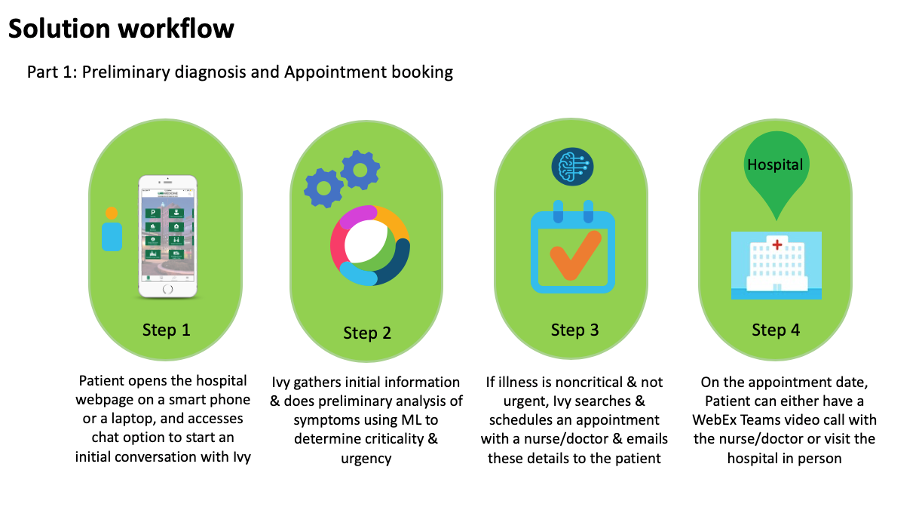 Solution workflow
Part 1: Preliminary diagnosis and Appointment booking
Hospital
Step 1
Step 2
Step 3
Step 4
Patient opens the hospital
webpage on a smart phone
or a laptop, and accesses
chat option to start an
initial conversation with Ivy
Ivy gathers initial information
& does preliminary analysis of
symptoms using ML to
determine criticality &
urgency
If illness is noncritical & not
urgent, Ivy searches &
schedules an appointment
with a nurse/doctor & emails
these details to the patient
On the appointment date,
Patient can either have a
WebEx Teams video call with
the nurse/doctor or visit the
hospital in person